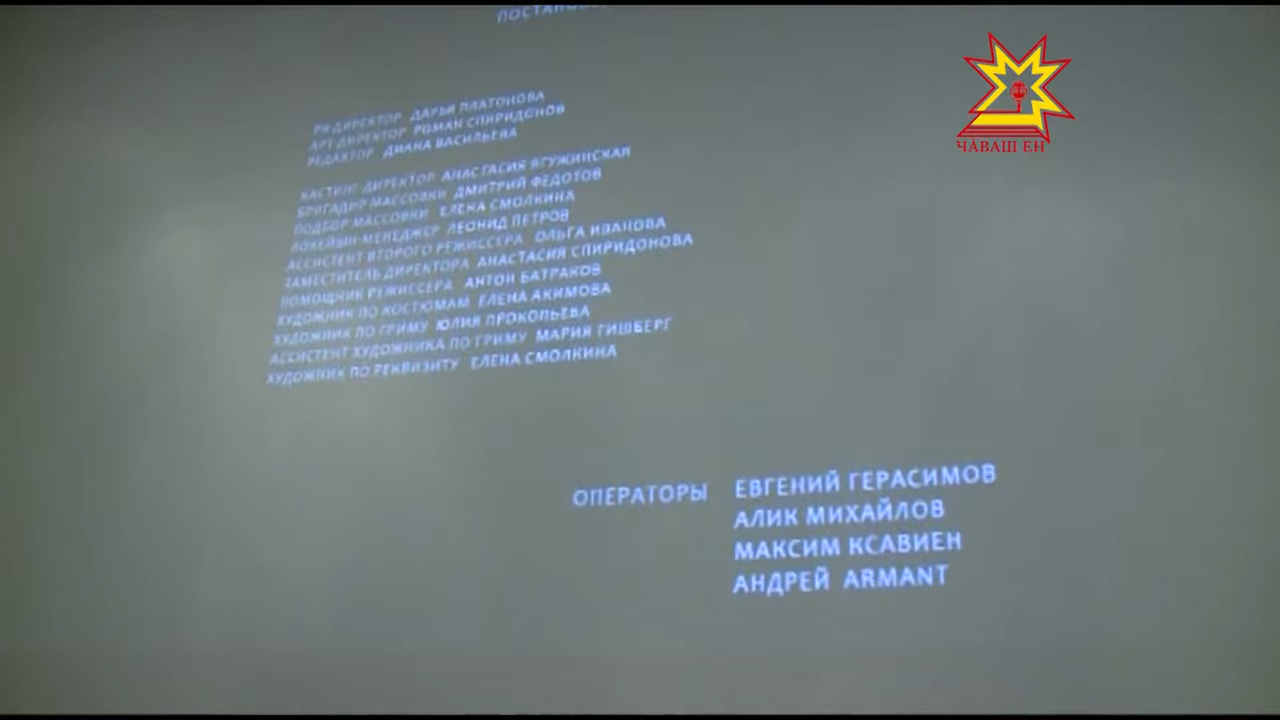 PR-ДИРЕКТОР ДАРЬЯ ПЛАТОНОВА
АРТ-ДИРЕКТОР РОМАН СПИРИДОНОВ
РЕДАКТОР ДИАНА ВАСИЛЬЕВА
КАСТИНГ-ДИРЕКТОР АНАСТАСИЯ ЯГУЖИНСКАЯ
БРИГАДИР МАССОВКИ ДМИТРИЙ ФЕДОТОВ
ПОДБОР МАССОВКИ ЕЛЕНА СМОЛКИНА
ЛОКЕЙШН-МЕНЕДЖЕР ЛЕОНИД ПЕТРОВ
АССИСТЕНТ ВТОРОГО РЕЖИССЕРА ОЛЬГА ИВАНОВА
ЗАМЕСТИТЕЛЬ ДИРЕКТОРА АНАСТАСИЯ СПИРИДОНОВА
ПОМОЩНИК РЕЖИССЕРА АНТОН БАТРАКОВ
ХУДОЖНИК ПО КОСТЮМАМ ЕЛЕНА АКИМОВА
ХУДОЖНИК ПО ГРИМУ ЮЛИЯ ПРОКОПЬЕВА
АССИСТЕНТ ХУДОЖНИКА ПО ГРИМУ МАРИЯ ГИШБЕРГ
ХУДОЖНИК ПО РЕКВИЗИТУ ЕЛЕНА СМОЛКИНА
ОПЕРАТОРЫ ЕВГЕНИЙ ГЕРАСИМОВ
АЛИК МИХАЙЛОВ
МАКСИМ КСАВИЕН
АНДРЕЙ ARMANT
ЧӐВАШ ЕН